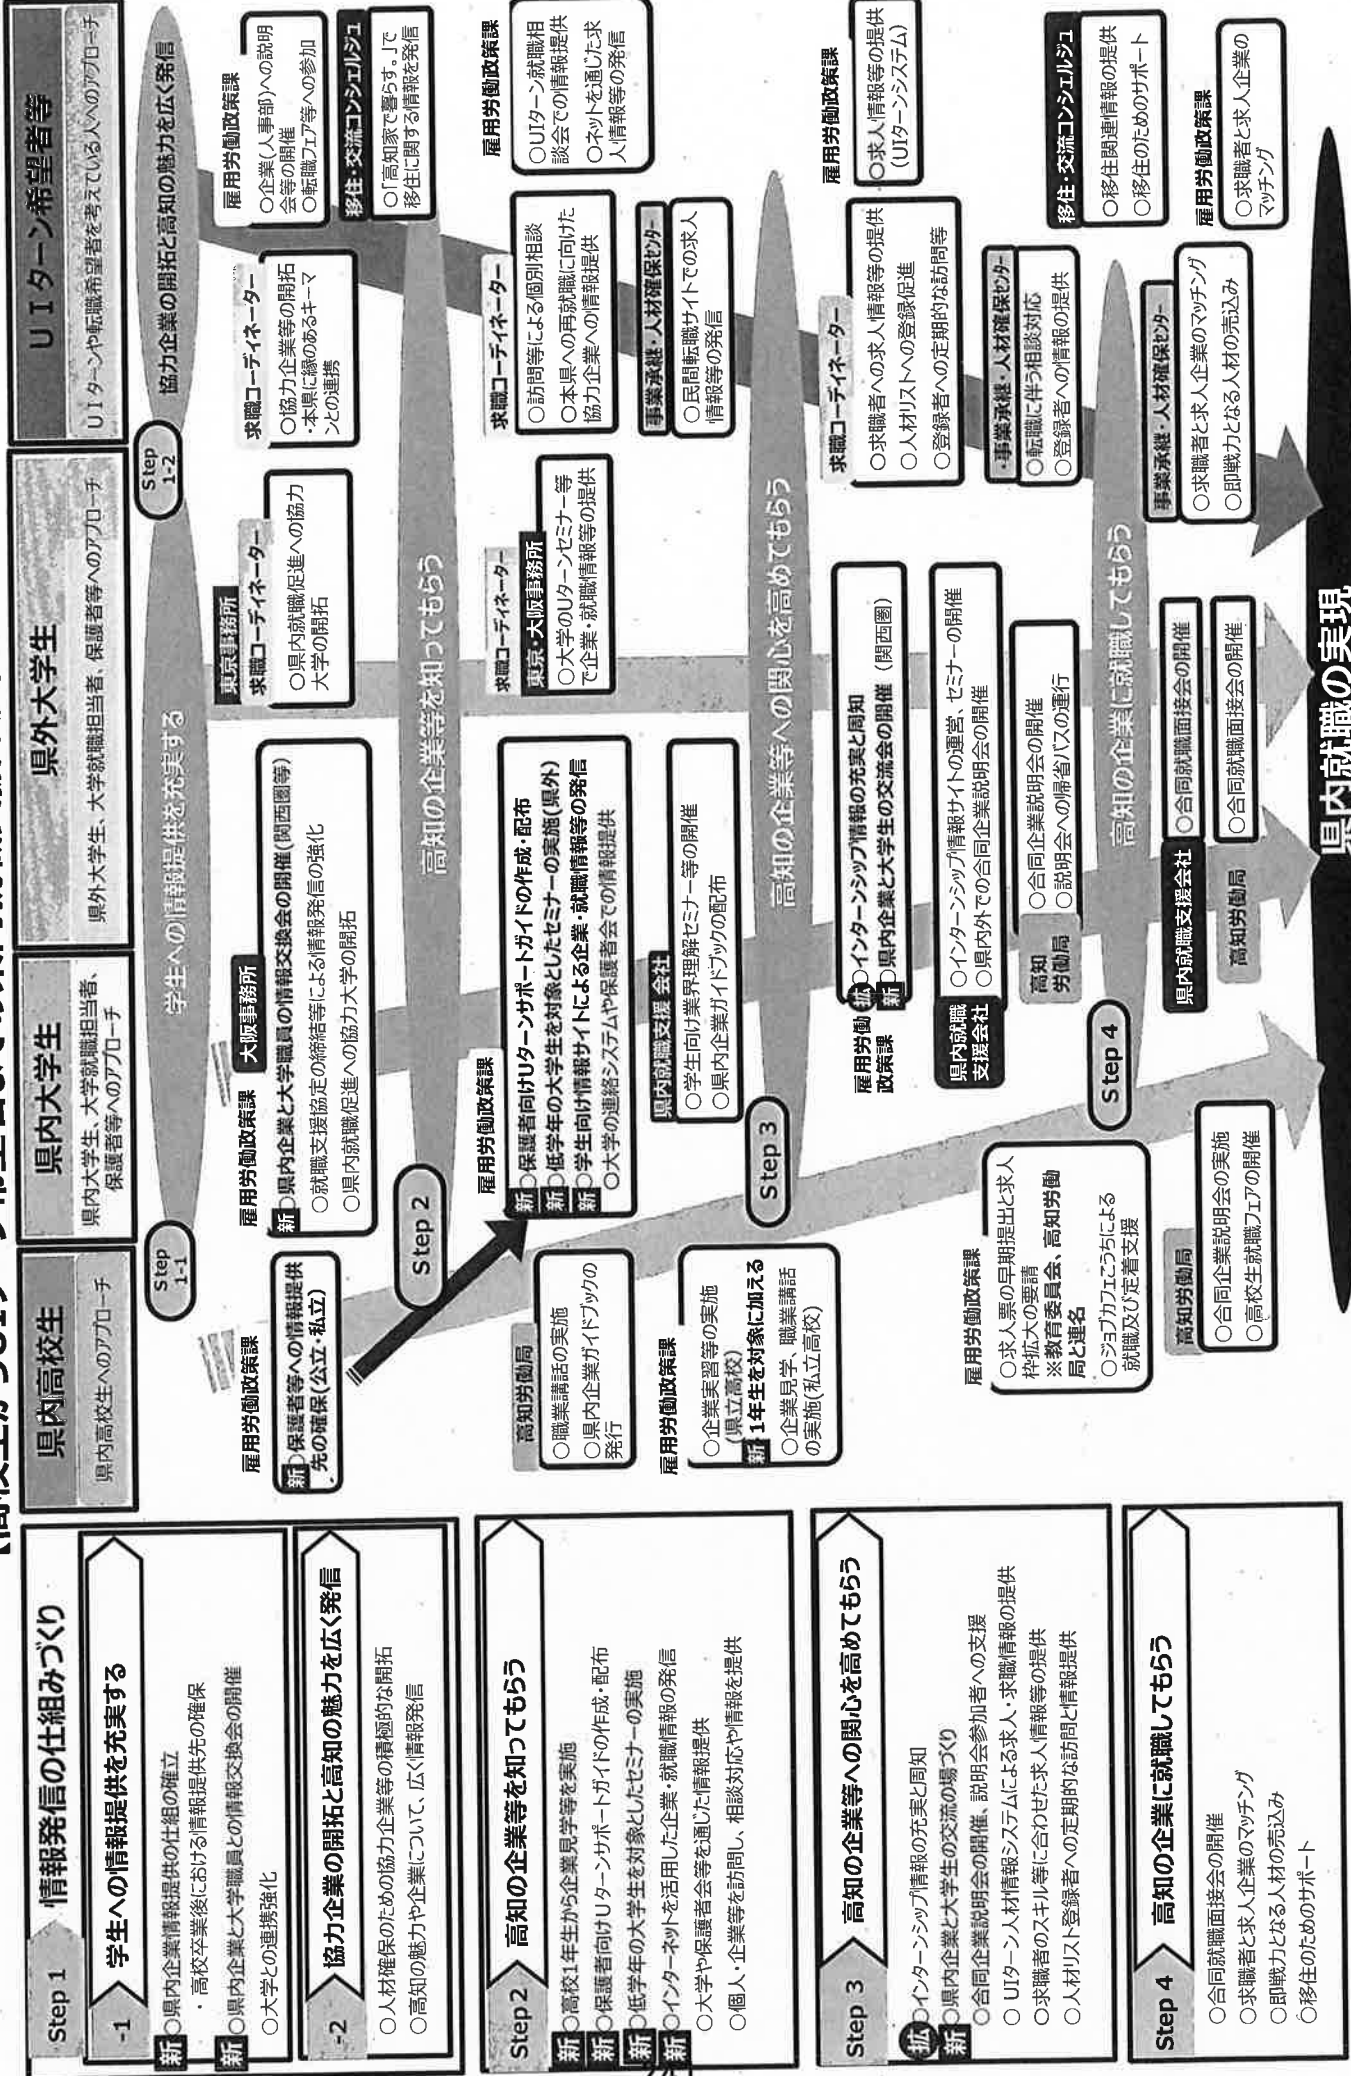 Step 1 情報発信の仕組みづくり
-1 学生への情報提供を充実する
新○県内企業情報提供の仕組の確立
・高校卒業後における情報提供先の確保
新○県内企業と大学職員との情報交換会の開催
○大学との連携強化
-2 協力企業の開拓と高知の魅力を広く発信
○人材確保のための協力企業等の積極的な開拓
○高知の魅力や企業について、広く情報発信
Step 2 高知の企業等を知ってもらう
新○高校1年生から企業見学等を実施
新○保護者向けUターンサポートガイドの作成・配布
新○低学年の大学生を対象としたセミナーの実施
新○インターネットを活用した企業・就職情報の発信
○大学や保護者会等を通じた情報提供
○個人・企業等を訪問し、相談対応や情報を提供
Step 3 高知の企業等への関心を高めてもらう
拡○インターンシップ情報の充実と周知
新○県内企業と大学生の交流の場づくり
○合同企業説明会の開催、説明会参加者への支援
○UIターン人材情報システムによる求人・求職情報の提供
○求職者のスキル等に合わせた求人情報等の提供
○人材リスト登録者への定期的な訪問と情報提供
Step 4 高知の企業に就職してもらう
○合同就職面接会の開催
○求職者と求人企業のマッチング
○即戦力となる人材の売込み
○移住のためのサポート
県内高校生
県内高校生へのアプローチ
県内大学生
県内大学生、大学就職担当者、
保護者等へのアプローチ
県外大学生
県外大学生、大学就職担当者、保護者等へのアプローチ
UIターン希望者等
UIターンや転職希望者を考えている人へのアプローチ
Step
1-1
学生への情報提供を充実する
Step
1-2
協力企業の開拓と高知の魅力を広く発信
雇用労働政策課
新○保護者等への情報提供
先の確保(公立・私立)
雇用労働政策課 大阪事務所
新○県内企業と大学職員の情報交換会の開催(関西圏等)
○就職支援協定の締結等による情報発信の強化
○県内就職促進への協力大学の開拓
東京事務所
求職コーディネーター
○県内就職促進への協力
大学の開拓
求職コーディネーター
○協力企業等の開拓
・本県に縁のあるキーマ
ンとの連携
雇用労働政策課
○企業(人事部)への説明
会等の開催
○転職フェア等への参加
移住・交流コンシェルジュ
○「高知家で暮らす。」で
移住に関する情報を発信
Step 2
高知の企業等を知ってもらう
高知労働局
○職業講話の実施
○県内企業ガイドブックの
発行
雇用労働政策課
○企業実習等の実施
(県立高校)
新 1年生を対象に加える
○企業見学、職業講話
の実施(私立高校)
雇用労働政策課
新○保護者向けUターンサポートガイドの作成・配布
新○低学年の大学生を対象としたセミナーの実施(県外)
新○学生向け情報サイトによる企業・就職情報等の発信
○大学の連絡システムや保護者会での情報提供
県内就職支援会社
○学生向け業界理解セミナー等の開催
○県内企業ガイドブックの配布
求職コーディネーター
東京・大阪事務所
○大学のUターンセミナー等
で企業・就職情報等の提供
求職コーディネーター
○訪問等による個別相談
○本県への再就職に向けた
協力企業への情報提供
事業承継・人材確保センター
○民間転職サイトでの求人
情報等の発信
雇用労働政策課
○UIターン就職相
談会での情報提供
○ネットを通じた求
人情報等の発信
Step 3
高知の企業等への関心を高めてもらう
雇用労働政策課
○求人票の早期提出と求人
枠拡大の要請
※教育委員会、高知労働
局と連名
○ジョブカフェこうちによる
就職及び定着支援
雇用労働
政策課
拡○インターンシップ情報の充実と周知
新○県内企業と大学生の交流会の開催(関西圏)
県内就職
支援会社
○インターンシップ情報サイトの運営、セミナーの開催
○県内外での合同企業説明会の開催
高知
労働局
○合同企業説明会の開催
○説明会への帰省バスの運行
求職コーディネーター
○求職者への求人情報等の提供
○人材リストへの登録促進
○登録者への定期的な訪問等
・事業承継・人材確保センター
○転職に伴う相談対応
○登録者への情報の提供
雇用労働政策課
○求人情報等の提供
(UIターンシステム)
移住・交流コンシェルジュ
○移住関連情報の提供
○移住のためのサポート
Step 4
高知の企業に就職してもらう
高知労働局
○合同企業説明会の実施
○高校生就職フェアの開催
県内就職支援会社
○合同就職面接会の開催
高知労働局
○合同就職面接会の開催
事業承継・人材確保センター
○求職者と求人企業のマッチング
○即戦力となる人材の売込み
雇用労働政策課
○求職者と求人企業の
マッチング
県内就職の実現